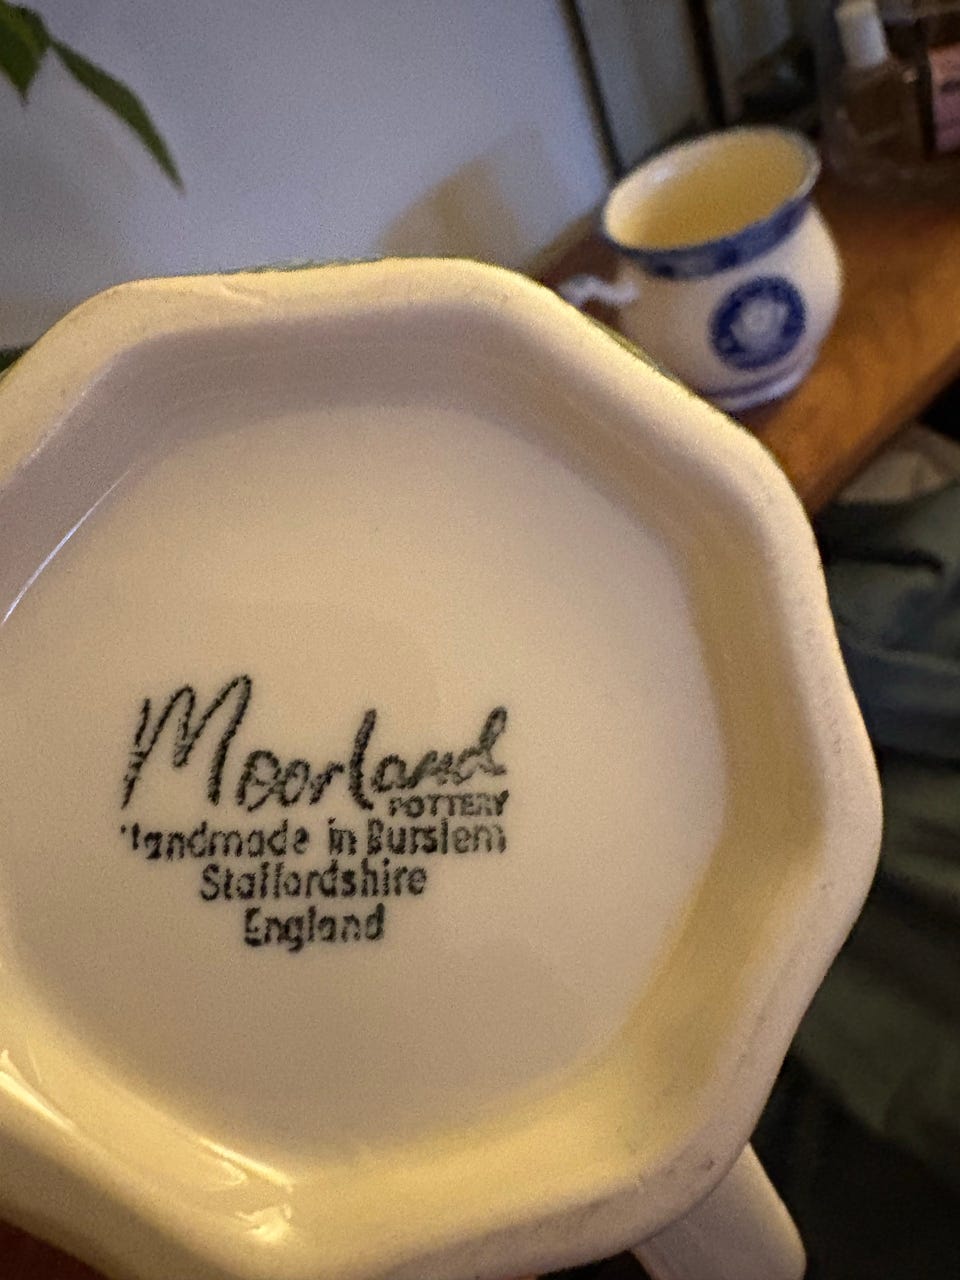 Moorland
POTTERY
Handmade in Burslem
Staffordshire
England